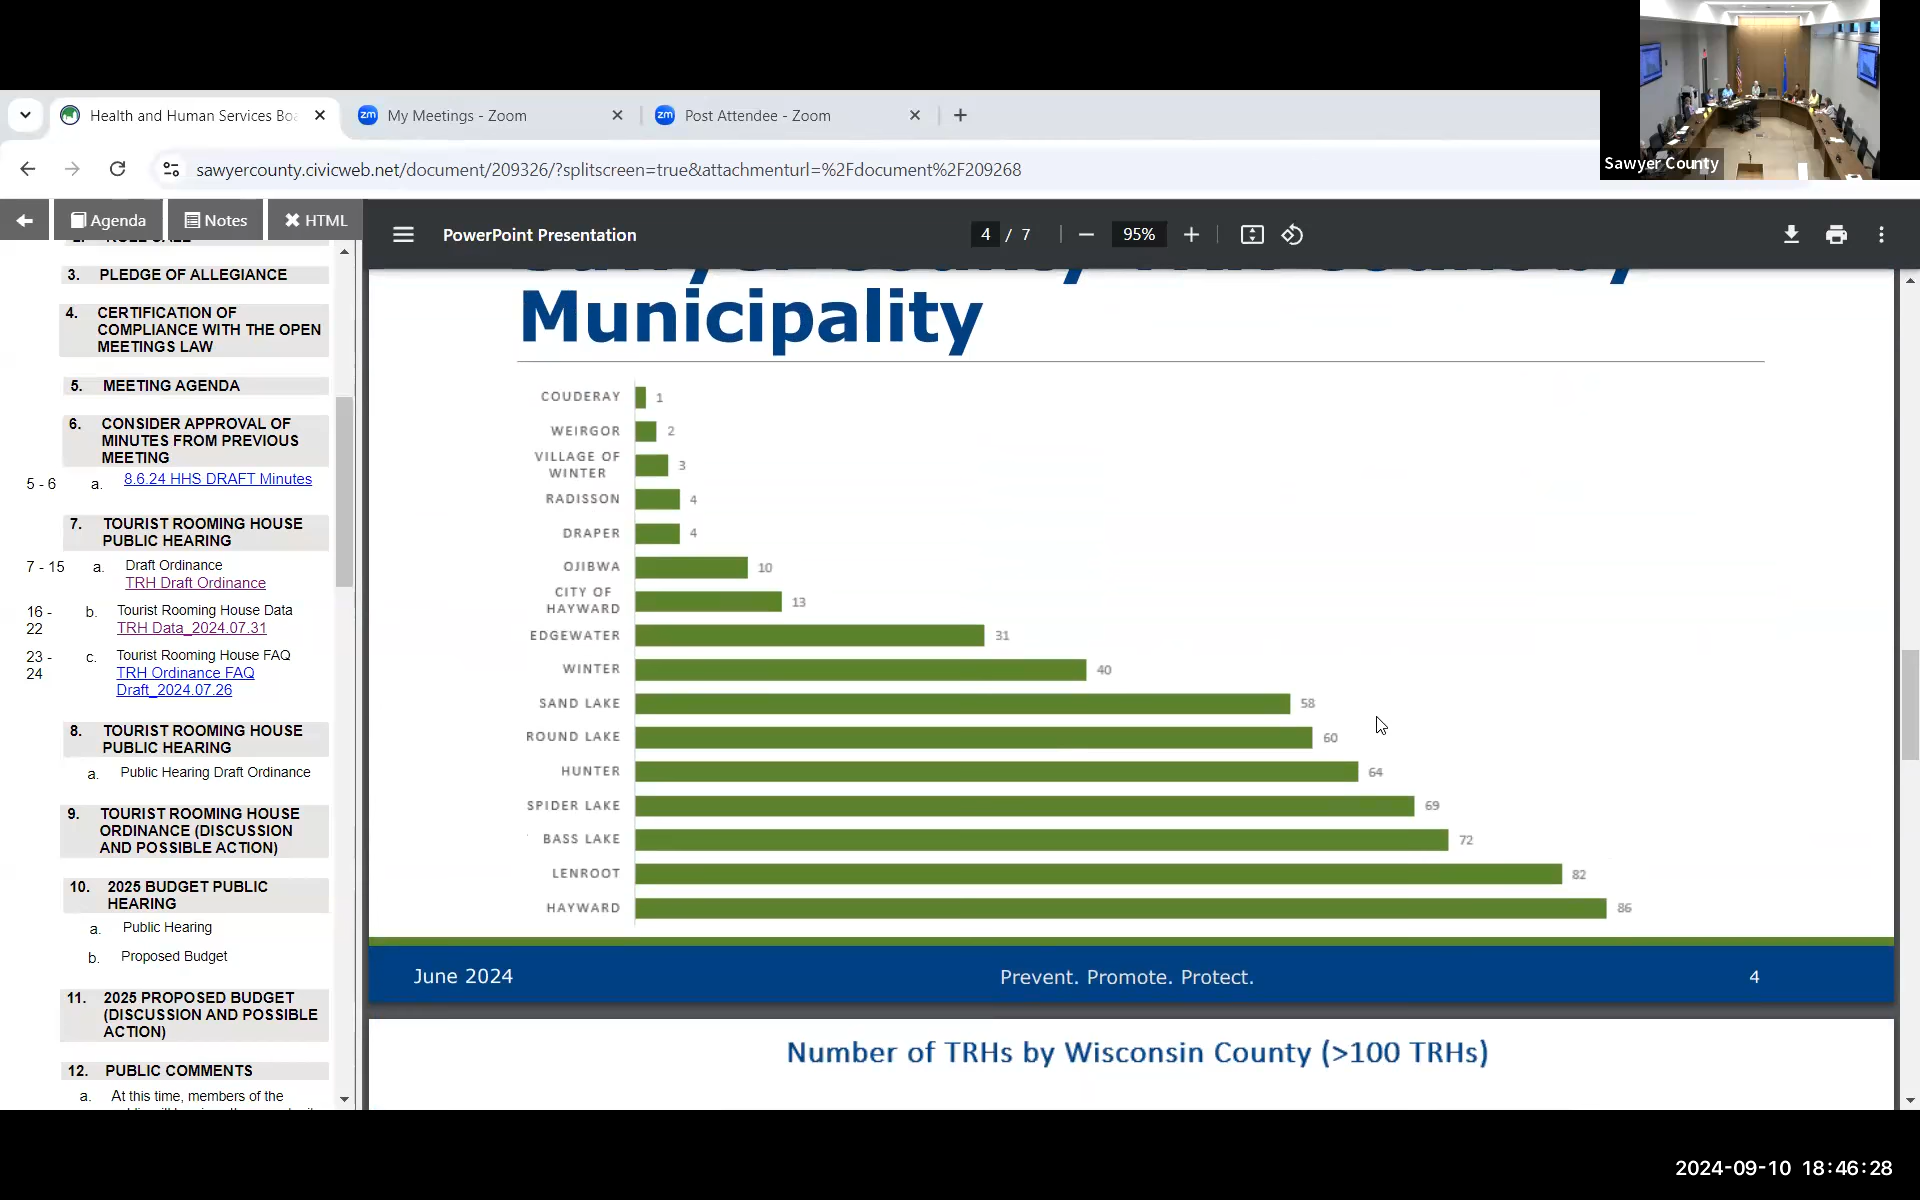 Health and Human Services Boa
My Meetings - Zoom
Post Attendee - Zoom
sawyercounty.civicweb.net/document/209326/?splitscreen=true&attachmenturl=%2Fdocument%2F209268
Sawyer County
Agenda
Notes
HTML
PowerPoint Presentation
4 / 7
95%
3. PLEDGE OF ALLEGIANCE
4. CERTIFICATION OF
COMPLIANCE WITH THE OPEN
MEETINGS LAW
5. MEETING AGENDA
6. CONSIDER APPROVAL OF
MINUTES FROM PREVIOUS
MEETING
5 - 6 a. 8.6.24 HHS DRAFT Minutes
7. TOURIST ROOMING HOUSE
PUBLIC HEARING
7 - 15 a. Draft Ordinance
TRH Draft Ordinance
16 -
22
b. Tourist Rooming House Data
TRH Data_2024.07.31
23 -
24
c. Tourist Rooming House FAQ
TRH Ordinance FAQ
Draft_2024.07.26
8. TOURIST ROOMING HOUSE
PUBLIC HEARING
a. Public Hearing Draft Ordinance
9. TOURIST ROOMING HOUSE
ORDINANCE (DISCUSSION
AND POSSIBLE ACTION)
10. 2025 BUDGET PUBLIC
HEARING
a. Public Hearing
b. Proposed Budget
11. 2025 PROPOSED BUDGET
(DISCUSSION AND POSSIBLE
ACTION)
12. PUBLIC COMMENTS
a. At this time, members of the
Municipality
COUDERAY 1
WEIRGOR 2
VILLAGE OF
WINTER 3
RADISSON 4
DRAPER 4
OJIBWA 10
CITY OF
HAYWARD 13
EDGEWATER 31
WINTER 40
SAND LAKE 58
ROUND LAKE 60
HUNTER 64
SPIDER LAKE 69
BASS LAKE 72
LENROOT 82
HAYWARD 86
June 2024
Prevent. Promote. Protect.
4
Number of TRHs by Wisconsin County (>100 TRHs)
2024-09-10 18:46:28